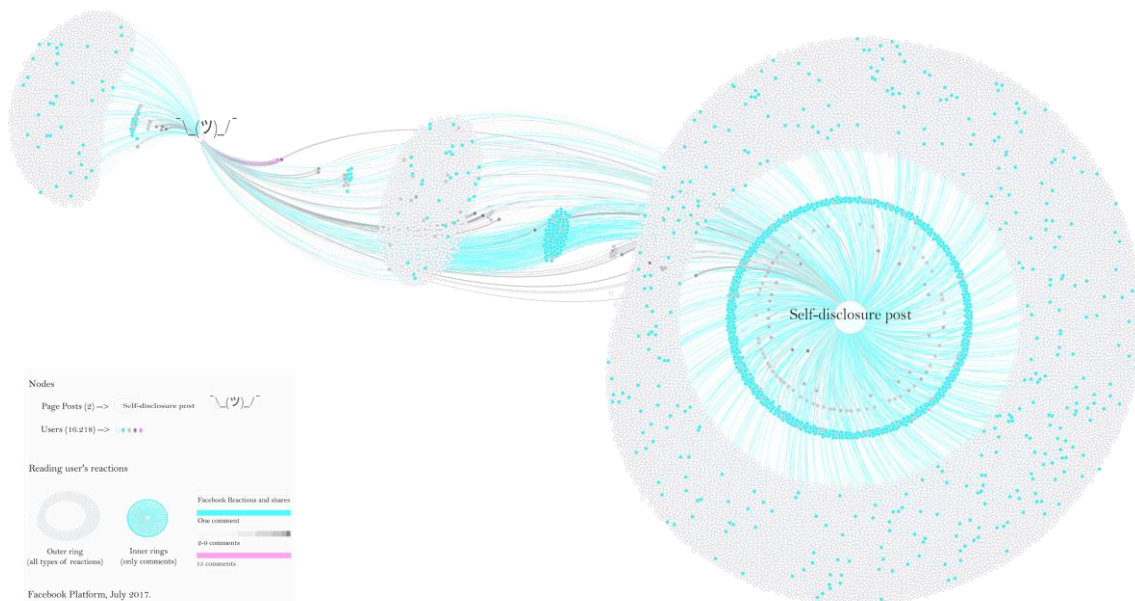 ¯\_(ツ)_/¯
Self-disclosure post
Nodes
Page Posts (2) —> Self-disclosure post ¯\_(ツ)_/¯
Users (16.218) —>
Reading user's reactions
Facebook Reactions and shares
One comment
2-9 comments
15 comments
Outer ring
(all types of reactions)
Inner rings
(only comments)
Facebook Platform, July 2017.